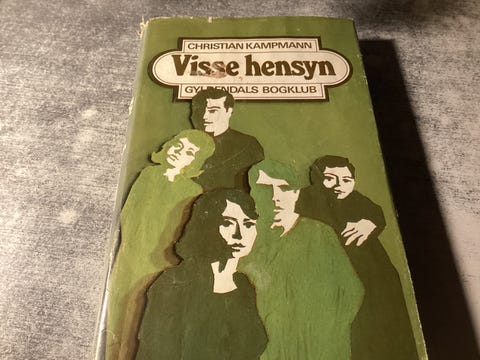 CHRISTIAN KAMPMANN
Visse hensyn
GYLDENDALS BOGKLUB